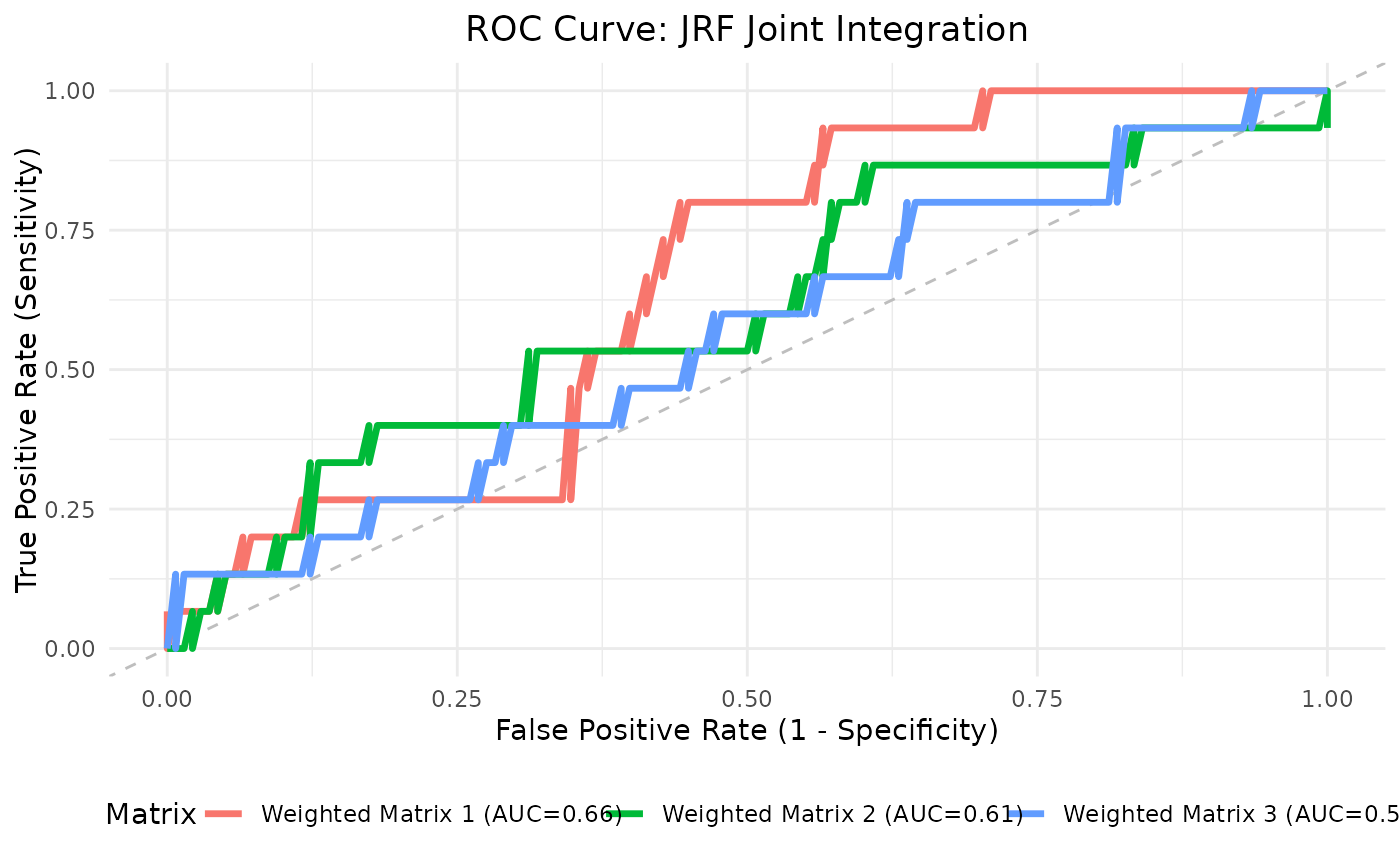 ROC Curve: JRF Joint Integration
True Positive Rate (Sensitivity)
1.00
0.75
0.50
0.25
0.00
0.00 0.25 0.50 0.75 1.00
False Positive Rate (1 - Specificity)
Matrix Weighted Matrix 1 (AUC=0.66) Weighted Matrix 2 (AUC=0.61) Weighted Matrix 3 (AUC=0.5